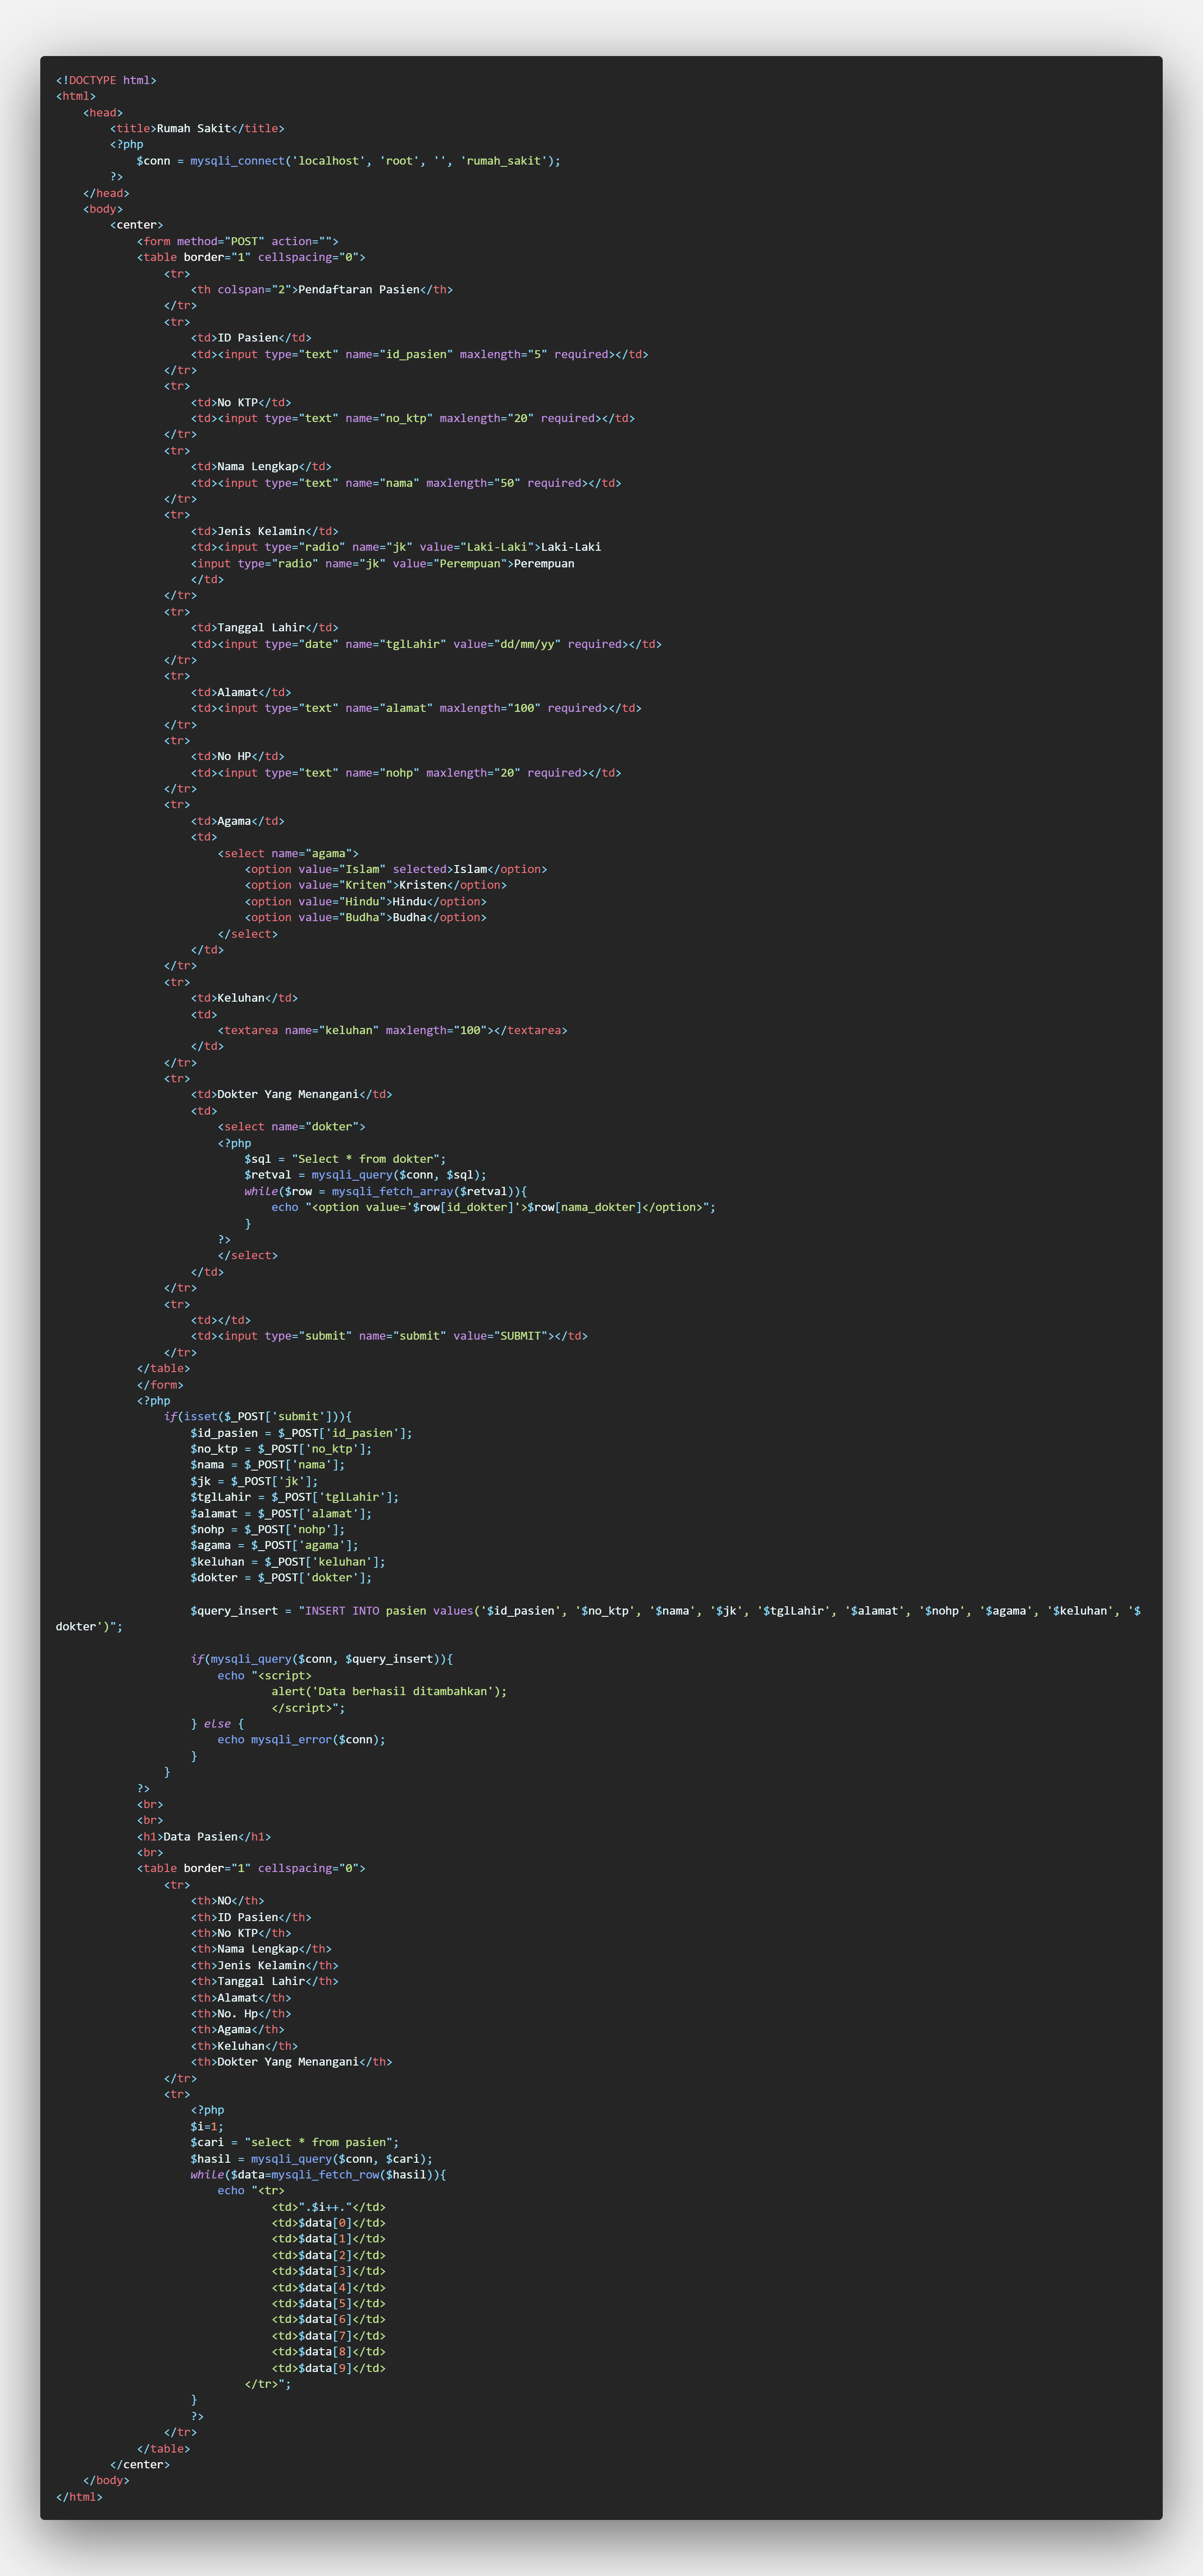 <!DOCTYPE html>
<html>
    <head>
        <title>Rumah Sakit</title>
        <?php
            $conn = mysqli_connect('localhost', 'root', '', 'rumah_sakit');
        ?>
    </head>
    <body>
        <center>
            <form method="POST" action="">
            <table border="1" cellspacing="0">
                <tr>
                    <th colspan="2">Pendaftaran Pasien</th>
                </tr>
                <tr>
                    <td>ID Pasien</td>
                    <td><input type="text" name="id_pasien" maxlength="5" required></td>
                </tr>
                <tr>
                    <td>No KTP</td>
                    <td><input type="text" name="no_ktp" maxlength="20" required></td>
                </tr>
                <tr>
                    <td>Nama Lengkap</td>
                    <td><input type="text" name="nama" maxlength="50" required></td>
                </tr>
                <tr>
                    <td>Jenis Kelamin</td>
                    <td><input type="radio" name="jk" value="Laki-Laki">Laki-Laki
                    <input type="radio" name="jk" value="Perempuan">Perempuan
                    </td>
                </tr>
                <tr>
                    <td>Tanggal Lahir</td>
                    <td><input type="date" name="tglLahir" value="dd/mm/yy" required></td>
                </tr>
                <tr>
                    <td>Alamat</td>
                    <td><input type="text" name="alamat" maxlength="100" required></td>
                </tr>
                <tr>
                    <td>No HP</td>
                    <td><input type="text" name="nohp" maxlength="20" required></td>
                </tr>
                <tr>
                    <td>Agama</td>
                    <td>
                        <select name="agama">
                            <option value="Islam" selected>Islam</option>
                            <option value="Kriten">Kristen</option>
                            <option value="Hindu">Hindu</option>
                            <option value="Budha">Budha</option>
                        </select>
                    </td>
                </tr>
                <tr>
                    <td>Keluhan</td>
                    <td>
                        <textarea name="keluhan" maxlength="100"></textarea>
                    </td>
                </tr>
                <tr>
                    <td>Dokter Yang Menangani</td>
                    <td>
                        <select name="dokter">
                        <?php
                            $sql = "Select * from dokter";
                            $retval = mysqli_query($conn, $sql);
                            while($row = mysqli_fetch_array($retval)){
                                echo "<option value='$row[id_dokter]'>$row[nama_dokter]</option>";
                            }
                        ?>
                        </select>
                    </td>
                </tr>
                <tr>
                    <td></td>
                    <td><input type="submit" name="submit" value="SUBMIT"></td>
                </tr>
            </table>
            </form>
            <?php
                if(isset($_POST['submit'])){
                    $id_pasien = $_POST['id_pasien'];
                    $no_ktp = $_POST['no_ktp'];
                    $nama = $_POST['nama'];
                    $jk = $_POST['jk'];
                    $tglLahir = $_POST['tglLahir'];
                    $alamat = $_POST['alamat'];
                    $nohp = $_POST['nohp'];
                    $agama = $_POST['agama'];
                    $keluhan = $_POST['keluhan'];
                    $dokter = $_POST['dokter'];

                    $query_insert = "INSERT INTO pasien values('$id_pasien', '$no_ktp', '$nama', '$jk', '$tglLahir', '$alamat', '$nohp', '$agama', '$keluhan', '$
dokter')";

                    if(mysqli_query($conn, $query_insert)){
                        echo "<script>
                                alert('Data berhasil ditambahkan');
                                </script>";
                    } else {
                        echo mysqli_error($conn);
                    }
                }
            ?>
            <br>
            <br>
            <h1>Data Pasien</h1>
            <br>
            <table border="1" cellspacing="0">
                <tr>
                    <th>NO</th>
                    <th>ID Pasien</th>
                    <th>No KTP</th>
                    <th>Nama Lengkap</th>
                    <th>Jenis Kelamin</th>
                    <th>Tanggal Lahir</th>
                    <th>Alamat</th>
                    <th>No. Hp</th>
                    <th>Agama</th>
                    <th>Keluhan</th>
                    <th>Dokter Yang Menangani</th>
                </tr>
                <tr>
                    <?php
                    $i=1;
                    $cari = "select * from pasien";
                    $hasil = mysqli_query($conn, $cari);
                    while($data=mysqli_fetch_row($hasil)){
                        echo "<tr>
                                <td>".$i++."</td>
                                <td>$data[0]</td>
                                <td>$data[1]</td>
                                <td>$data[2]</td>
                                <td>$data[3]</td>
                                <td>$data[4]</td>
                                <td>$data[5]</td>
                                <td>$data[6]</td>
                                <td>$data[7]</td>
                                <td>$data[8]</td>
                                <td>$data[9]</td>
                            </tr>";
                    }
                    ?>
                </tr>
            </table>
        </center>
    </body>
</html>